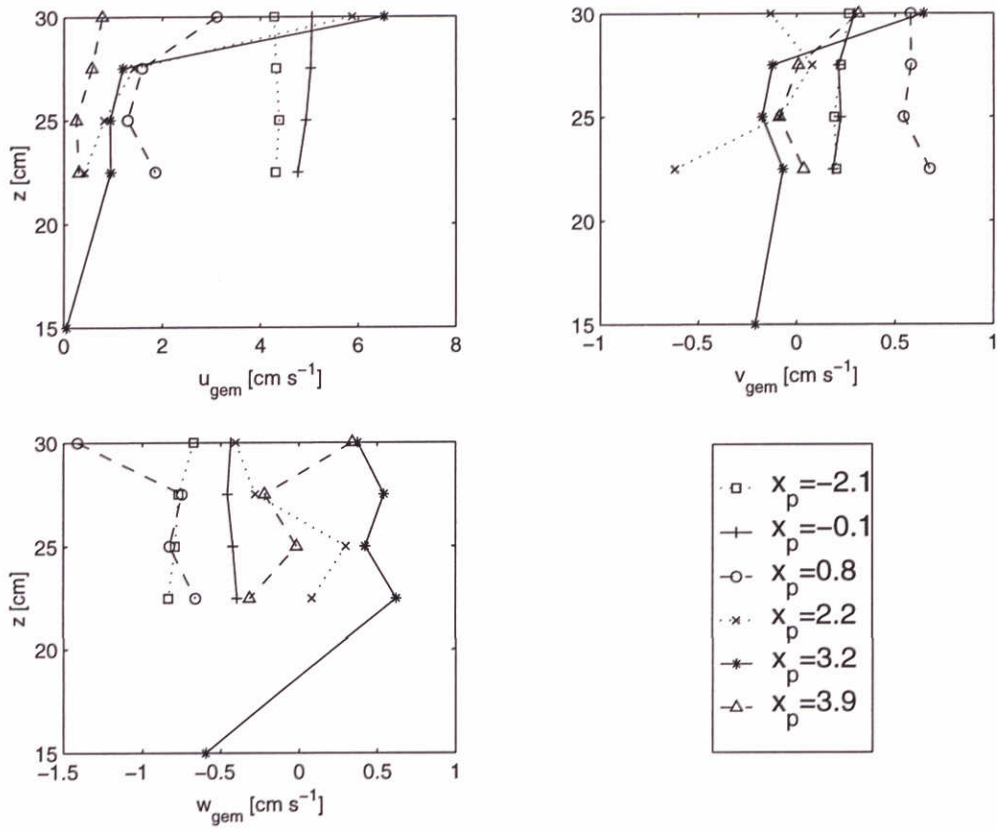 30
25
20
15
z [cm]
0
2
4
6
8
u_gem [cm s⁻¹]
30
25
20
15
−1
−0.5
0
0.5
1
v_gem [cm s⁻¹]
30
25
20
15
z [cm]
−1.5
−1
−0.5
0
0.5
1
w_gem [cm s⁻¹]
x_p=−2.1
x_p=−0.1
x_p=0.8
x_p=2.2
x_p=3.2
x_p=3.9